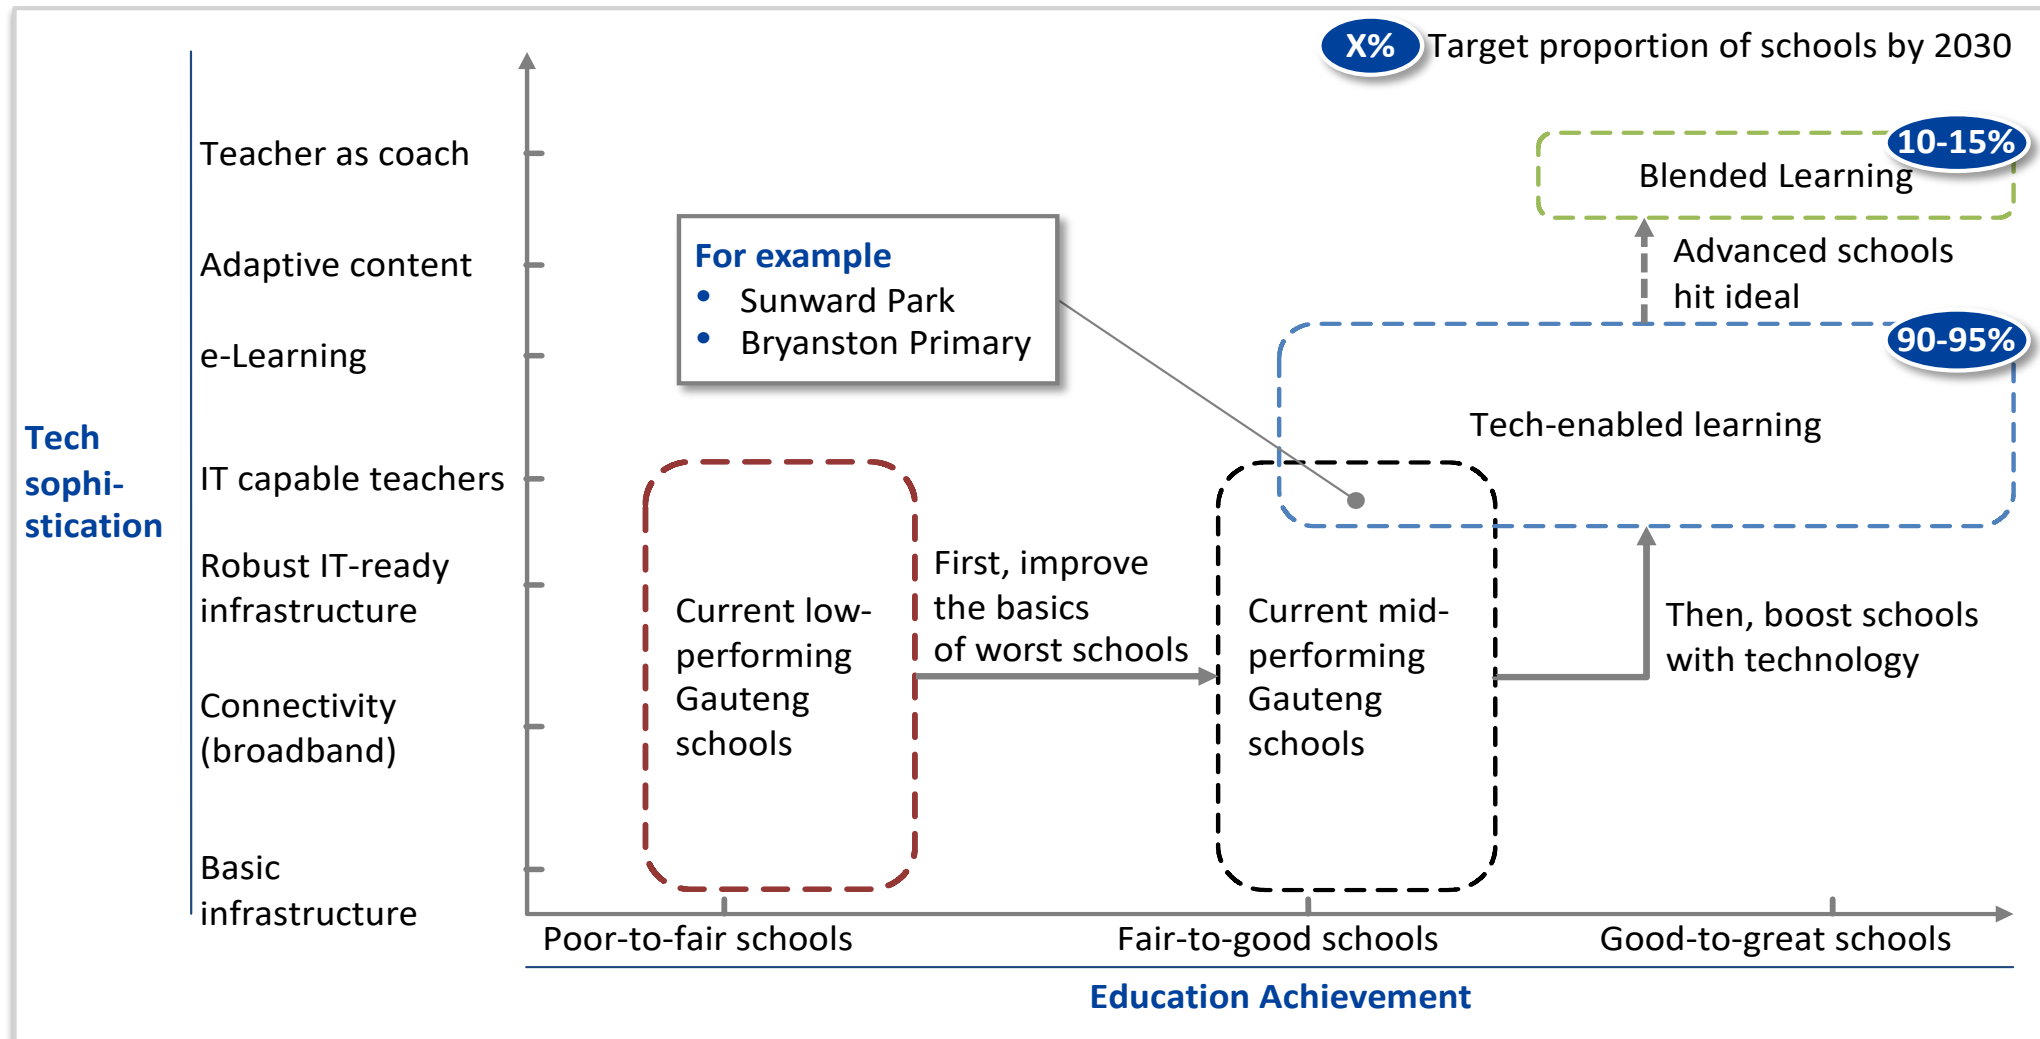 X% Target proportion of schools by 2030
Teacher as coach
10-15%
Blended Learning
For example
• Sunward Park
• Bryanston Primary
Adaptive content
Advanced schools
hit ideal
e-Learning
90-95%
Tech-enabled learning
Tech
sophi-
stication
IT capable teachers
Robust IT-ready
infrastructure
First, improve
the basics
of worst schools
Current low-
performing
Gauteng
schools
Current mid-
performing
Gauteng
schools
Then, boost schools
with technology
Connectivity
(broadband)
Basic
infrastructure
Poor-to-fair schools
Fair-to-good schools
Good-to-great schools
Education Achievement